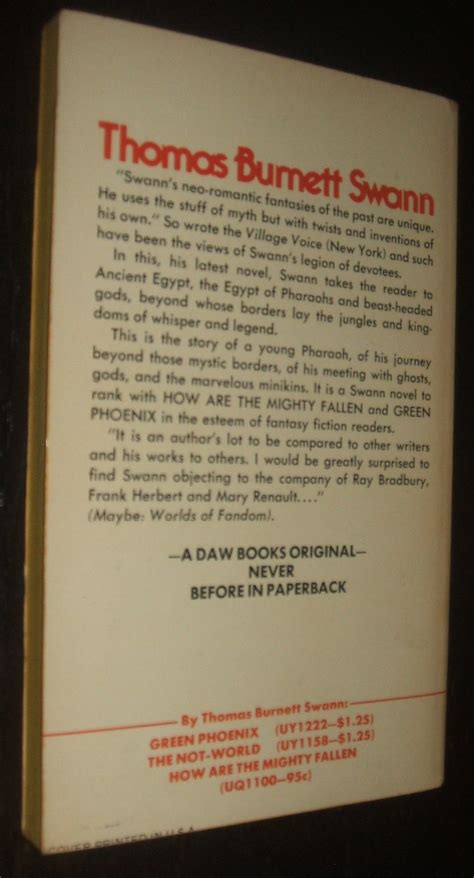 Thomas Burnett Swann
"Swann's neo-romantic fantasies of the past are unique.
He uses the stuff of myth but with twists and inventions of
his own." So wrote the Village Voice (New York) and such
have been the views of Swann's legion of devotees.
In this, his latest novel, Swann takes the reader to
Ancient Egypt, the Egypt of Pharaohs and beast-headed
gods, beyond whose borders lay the jungles and king-
doms of whisper and legend.
This is the story of a young Pharaoh, of his journey
beyond those mystic borders, of his meeting with ghosts,
gods, and the marvelous minikins. It is a Swann novel to
rank with HOW ARE THE MIGHTY FALLEN and GREEN
PHOENIX in the esteem of fantasy fiction readers.
"It is an author's lot to be compared to other writers
and his works to others. I would be greatly surprised to
find Swann objecting to the company of Ray Bradbury,
Frank Herbert and Mary Renault...."
(Maybe: Worlds of Fandom).
—A DAW BOOKS ORIGINAL—
NEVER
BEFORE IN PAPERBACK
By Thomas Burnett Swann:
GREEN PHOENIX (UY1222—$1.25)
THE NOT-WORLD (UY1158—$1.25)
HOW ARE THE MIGHTY FALLEN
(UQ1100-95c)
COVER PRINTED IN U.S.A.